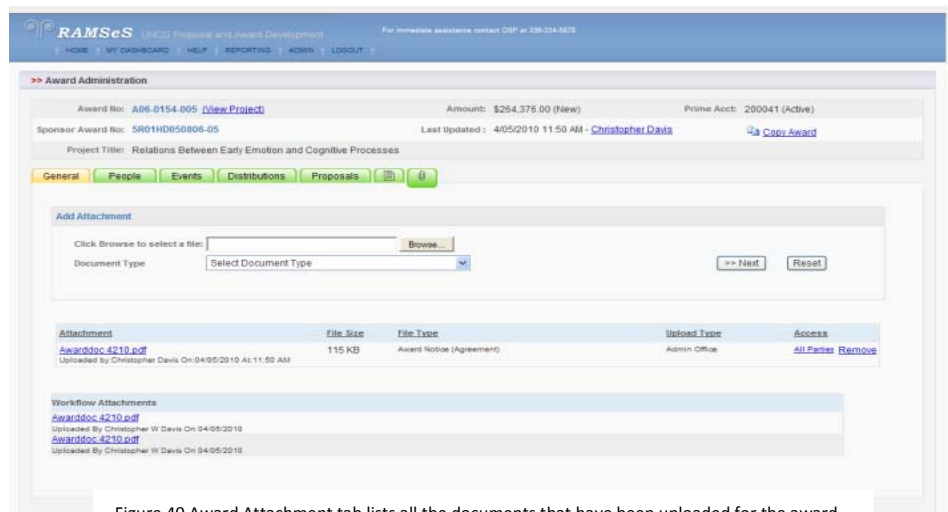 RAMSeS UNCG Proposal and Award Development
For immediate assistance contact OSP at 336-334-5878
HOME | MY DASHBOARD | HELP | REPORTING | ADMIN | LOGOUT
>> Award Administration
Award No: A06-0154-005 (View Project) Amount: $264,376.00 (New) Prime Acct: 200041 (Active)
Sponsor Award No: 5R01HD050806-05 Last Updated : 4/05/2010 11:50 AM - Christopher Davis Copy Award
Project Title: Relations Between Early Emotion and Cognitive Processes
General People Events Distributions Proposals
Add Attachment
Click Browse to select a file: Browse...
Document Type Select Document Type >> Next Reset
Attachment File Size File Type Upload Type Access
Awarddoc 4210.pdf 115 KB Award Notice (Agreement) Admin Office All Parties Remove
Uploaded by Christopher Davis On:04/05/2010 At:11:50 AM
Workflow Attachments
Awarddoc 4210.pdf
Uploaded By Christopher W Davis On 04/05/2010
Awarddoc 4210.pdf
Uploaded By Christopher W Davis On 04/05/2010
Figure 40 Award Attachment tab lists all the documents that have been uploaded for the award